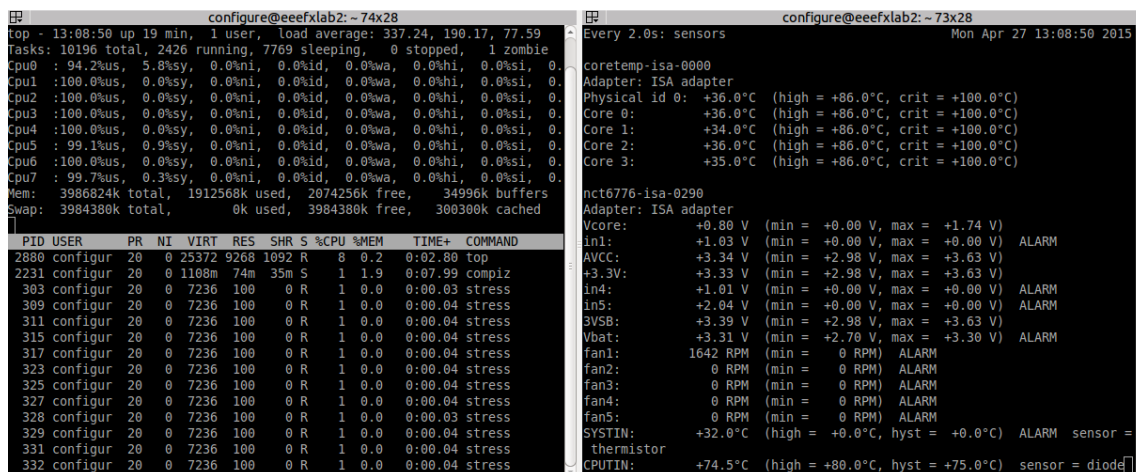 configure@eeefxlab2: ~ 74x28
top - 13:08:50 up 19 min,  1 user,  load average: 337.24, 190.17, 77.59
Tasks: 10196 total, 2426 running, 7769 sleeping,   0 stopped,   1 zombie
Cpu0  : 94.2%us,  5.8%sy,  0.0%ni,  0.0%id,  0.0%wa,  0.0%hi,  0.0%si,  0.
Cpu1  :100.0%us,  0.0%sy,  0.0%ni,  0.0%id,  0.0%wa,  0.0%hi,  0.0%si,  0.
Cpu2  :100.0%us,  0.0%sy,  0.0%ni,  0.0%id,  0.0%wa,  0.0%hi,  0.0%si,  0.
Cpu3  :100.0%us,  0.0%sy,  0.0%ni,  0.0%id,  0.0%wa,  0.0%hi,  0.0%si,  0.
Cpu4  :100.0%us,  0.0%sy,  0.0%ni,  0.0%id,  0.0%wa,  0.0%hi,  0.0%si,  0.
Cpu5  : 99.1%us,  0.9%sy,  0.0%ni,  0.0%id,  0.0%wa,  0.0%hi,  0.0%si,  0.
Cpu6  :100.0%us,  0.0%sy,  0.0%ni,  0.0%id,  0.0%wa,  0.0%hi,  0.0%si,  0.
Cpu7  : 99.7%us,  0.3%sy,  0.0%ni,  0.0%id,  0.0%wa,  0.0%hi,  0.0%si,  0.
Mem:   3986824k total,  1912568k used,  2074256k free,    34996k buffers
Swap:  3984380k total,        0k used,  3984380k free,   300300k cached
PID USER      PR  NI  VIRT  RES  SHR S %CPU %MEM    TIME+  COMMAND
2880 configur  20   0 25372 9268 1092 R    8  0.2   0:02.80 top
2231 configur  20   0 1108m  74m  35m S    1  1.9   0:07.99 compiz
303 configur  20   0  7236  100    0 R    1  0.0   0:00.03 stress
309 configur  20   0  7236  100    0 R    1  0.0   0:00.04 stress
311 configur  20   0  7236  100    0 R    1  0.0   0:00.04 stress
315 configur  20   0  7236  100    0 R    1  0.0   0:00.04 stress
317 configur  20   0  7236  100    0 R    1  0.0   0:00.04 stress
323 configur  20   0  7236  100    0 R    1  0.0   0:00.04 stress
325 configur  20   0  7236  100    0 R    1  0.0   0:00.04 stress
327 configur  20   0  7236  100    0 R    1  0.0   0:00.04 stress
328 configur  20   0  7236  100    0 R    1  0.0   0:00.03 stress
329 configur  20   0  7236  100    0 R    1  0.0   0:00.04 stress
331 configur  20   0  7236  100    0 R    1  0.0   0:00.04 stress
332 configur  20   0  7236  100    0 R    1  0.0   0:00.04 stress
configure@eeefxlab2: ~ 73x28
Every 2.0s: sensors                              Mon Apr 27 13:08:50 2015
coretemp-isa-0000
Adapter: ISA adapter
Physical id 0:  +36.0°C  (high = +86.0°C, crit = +100.0°C)
Core 0:         +36.0°C  (high = +86.0°C, crit = +100.0°C)
Core 1:         +34.0°C  (high = +86.0°C, crit = +100.0°C)
Core 2:         +36.0°C  (high = +86.0°C, crit = +100.0°C)
Core 3:         +35.0°C  (high = +86.0°C, crit = +100.0°C)
nct6776-isa-0290
Adapter: ISA adapter
Vcore:         +0.80 V  (min =  +0.00 V, max =  +1.74 V)
in1:           +1.03 V  (min =  +0.00 V, max =  +0.00 V)  ALARM
AVCC:          +3.34 V  (min =  +2.98 V, max =  +3.63 V)
+3.3V:         +3.33 V  (min =  +2.98 V, max =  +3.63 V)
in4:           +1.01 V  (min =  +0.00 V, max =  +0.00 V)  ALARM
in5:           +2.04 V  (min =  +0.00 V, max =  +0.00 V)  ALARM
3VSB:          +3.39 V  (min =  +2.98 V, max =  +3.63 V)
Vbat:          +3.31 V  (min =  +2.70 V, max =  +3.30 V)  ALARM
fan1:         1642 RPM  (min =    0 RPM)  ALARM
fan2:            0 RPM  (min =    0 RPM)  ALARM
fan3:            0 RPM  (min =    0 RPM)  ALARM
fan4:            0 RPM  (min =    0 RPM)  ALARM
fan5:            0 RPM  (min =    0 RPM)  ALARM
SYSTIN:        +32.0°C  (high =  +0.0°C, hyst =  +0.0°C)  ALARM  sensor =
thermistor
CPUTIN:        +74.5°C  (high = +80.0°C, hyst = +75.0°C)  sensor = diode